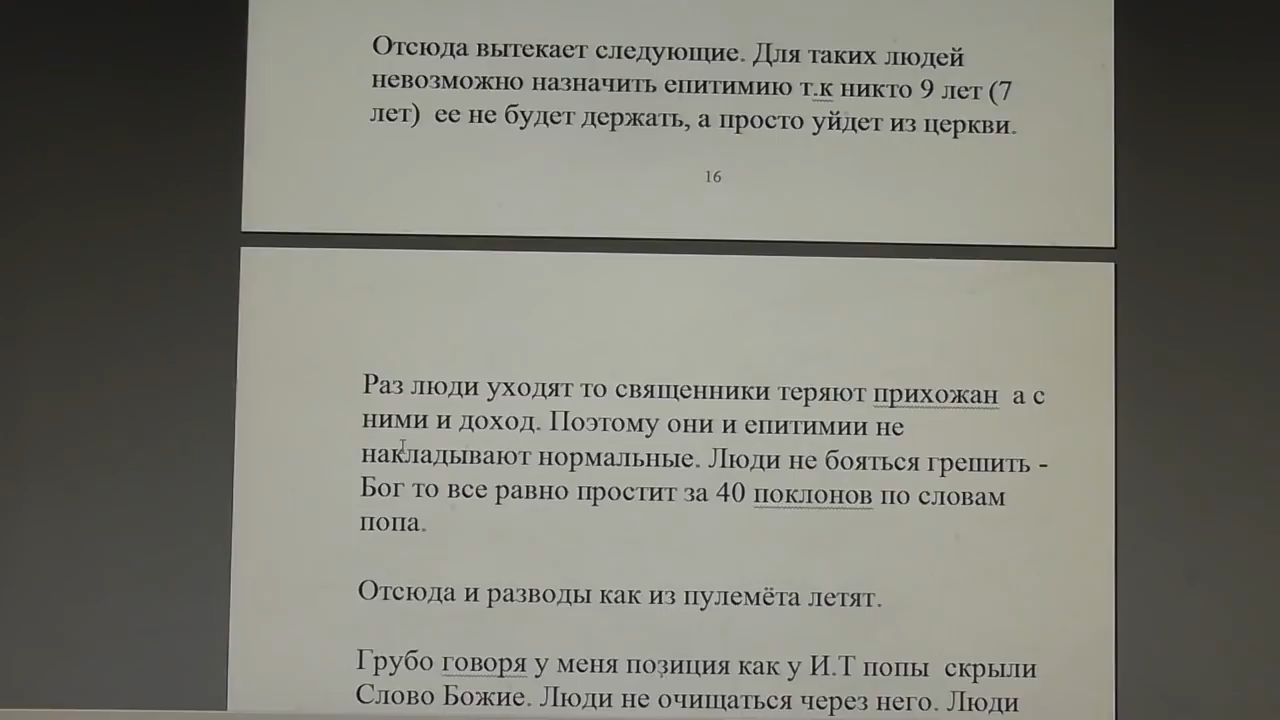 Отсюда вытекает следующие. Для таких людей
невозможно назначить епитимию т.к никто 9 лет (7
лет)  ее не будет держать, а просто уйдет из церкви.
16
Раз люди уходят то священники теряют прихожан  а с
ними и доход. Поэтому они и епитимии не
накладывают нормальные. Люди не бояться грешить -
Бог то все равно простит за 40 поклонов по словам
попа.
Отсюда и разводы как из пулемёта летят.
Грубо говоря у меня позиция как у И.Т попы  скрыли
Слово Божие. Люди не очищаться через него. Люди